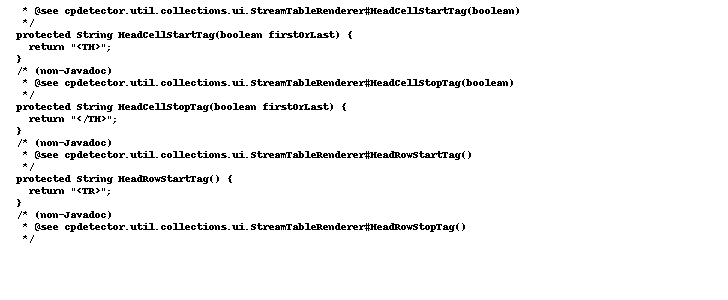 * @see cpdetector.util.collections.ui.StreamTableRenderer#HeadCellStartTag(boolean)
 */
protected String HeadCellStartTag(boolean firstOrLast) {
  return "<TH>";
}
/* (non-Javadoc)
 * @see cpdetector.util.collections.ui.StreamTableRenderer#HeadCellStopTag(boolean)
 */
protected String HeadCellStopTag(boolean firstOrLast) {
  return "</TH>";
}
/* (non-Javadoc)
 * @see cpdetector.util.collections.ui.StreamTableRenderer#HeadRowStartTag()
 */
protected String HeadRowStartTag() {
  return "<TR>";
}
/* (non-Javadoc)
 * @see cpdetector.util.collections.ui.StreamTableRenderer#HeadRowStopTag()
 */